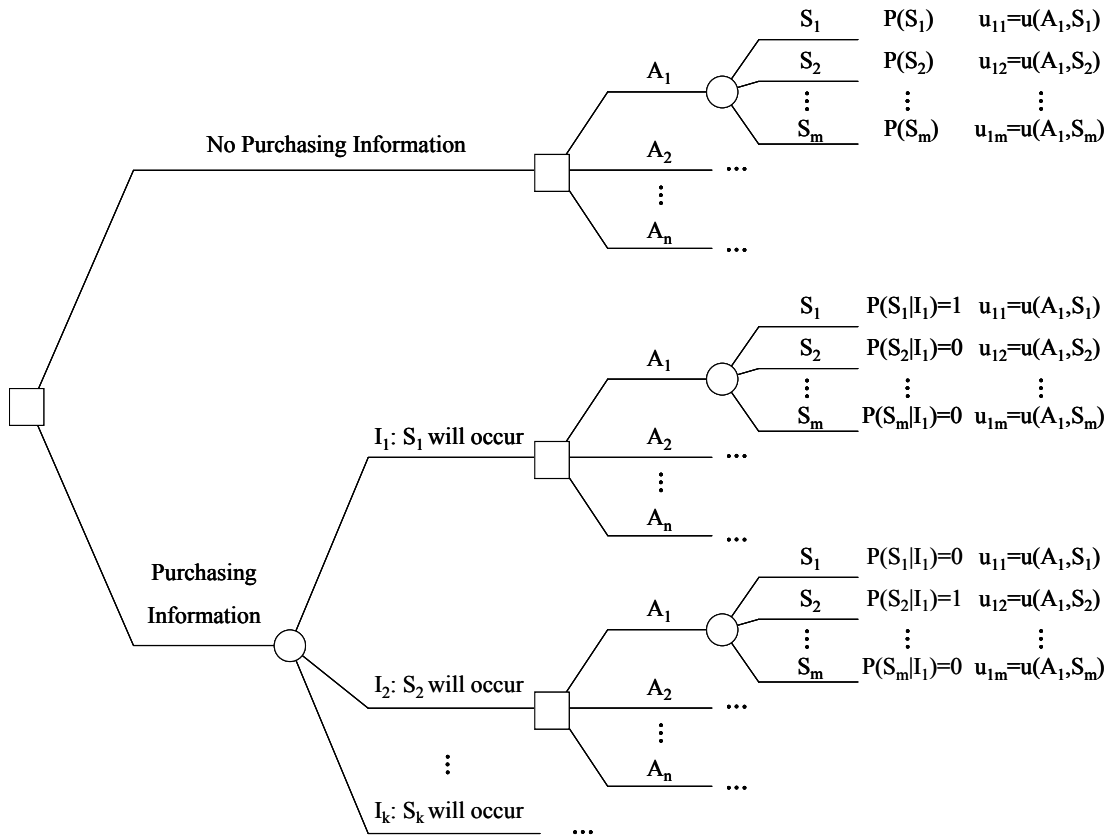 S₁ P(S₁) u₁₁=u(A₁,S₁)
A₁ S₂ P(S₂) u₁₂=u(A₁,S₂)
⋮ ⋮ ⋮
Sₘ P(Sₘ) u₁ₘ=u(A₁,Sₘ)
No Purchasing Information
A₂ ...
⋮
Aₙ ...
S₁ P(S₁|I₁)=1 u₁₁=u(A₁,S₁)
A₁ S₂ P(S₂|I₁)=0 u₁₂=u(A₁,S₂)
⋮ ⋮ ⋮
Sₘ P(Sₘ|I₁)=0 u₁ₘ=u(A₁,Sₘ)
I₁: S₁ will occur
A₂ ...
⋮
Aₙ ...
Purchasing
Information
S₁ P(S₁|I₁)=0 u₁₁=u(A₁,S₁)
A₁ S₂ P(S₂|I₁)=1 u₁₂=u(A₁,S₂)
⋮ ⋮ ⋮
Sₘ P(Sₘ|I₁)=0 u₁ₘ=u(A₁,Sₘ)
I₂: S₂ will occur
A₂ ...
⋮ ⋮
Aₙ ...
Iₖ: Sₖ will occur ...